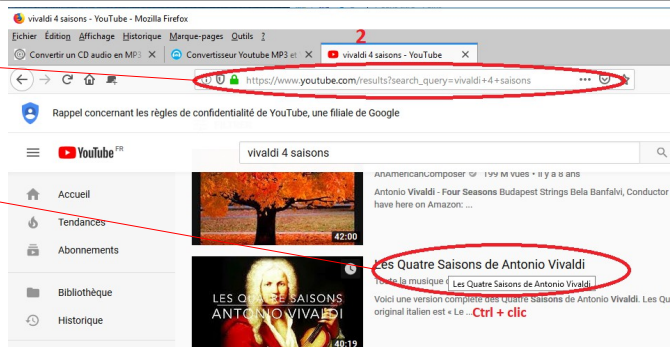 vivaldi 4 saisons - YouTube - Mozilla Firefox
Fichier Édition Affichage Historique Marque-pages Outils ?
2
Convertir un CD audio en MP3
Convertisseur Youtube MP3 et
vivaldi 4 saisons - YouTube
https://www.youtube.com/results?search_query=vivaldi+4+saisons
Rappel concernant les règles de confidentialité de YouTube, une filiale de Google
YouTube FR
vivaldi 4 saisons
AnAmericanComposer 199 M vues • il y a 8 ans
Accueil
Antonio Vivaldi - Four Seasons Budapest Strings Bela Banfalvi, Conductor
have here on Amazon: ...
Tendances
42:00
Abonnements
Les Quatre Saisons de Antonio Vivaldi
Toute la musique
Les Quatre Saisons de Antonio Vivaldi
Bibliothèque
LES QUATRE SAISONS
ANTONIO VIVALDI
Voici une version complète des Quatre Saisons de Antonio Vivaldi. Les Qu
original italien est « Le ...
Ctrl + clic
Historique
40:19